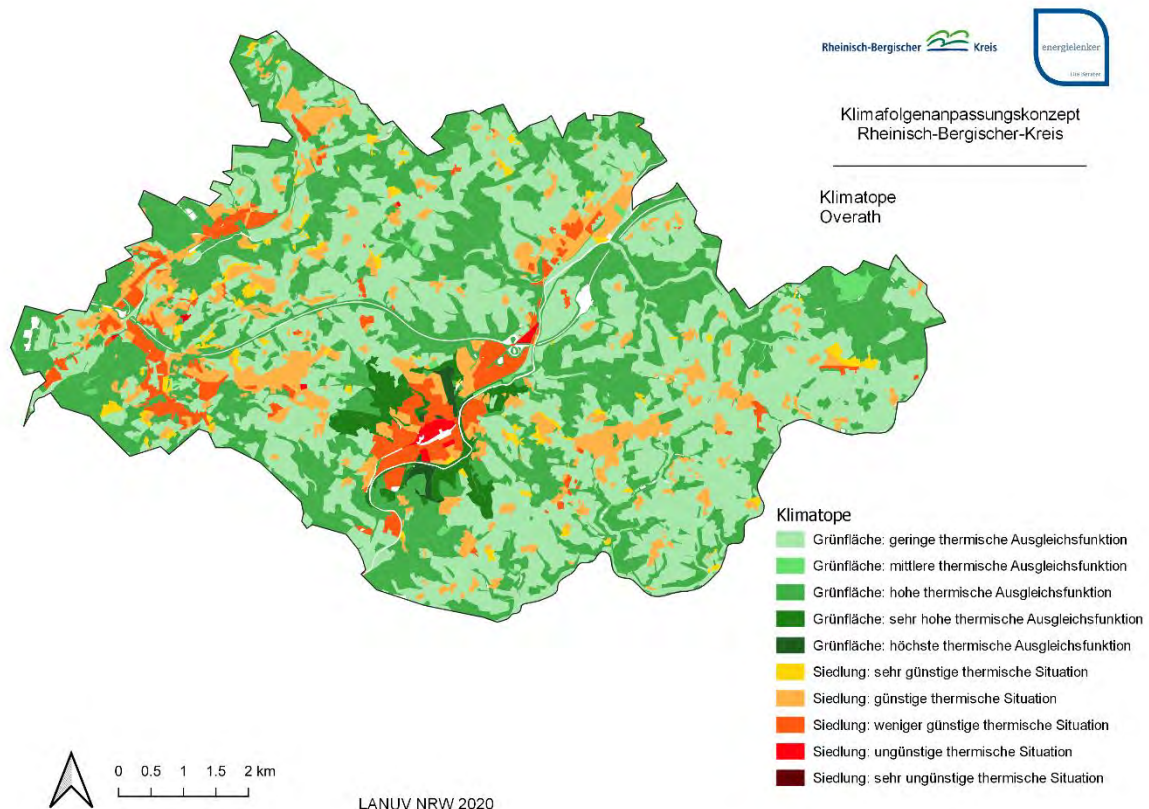 Rheinisch-Bergischer Kreis
energielenker
Klimafolgenanpassungskonzept
Rheinisch-Bergischer-Kreis
Klimatope
Overath
Klimatope
Grünfläche: geringe thermische Ausgleichsfunktion
Grünfläche: mittlere thermische Ausgleichsfunktion
Grünfläche: hohe thermische Ausgleichsfunktion
Grünfläche: sehr hohe thermische Ausgleichsfunktion
Grünfläche: höchste thermische Ausgleichsfunktion
Siedlung: sehr günstige thermische Situation
Siedlung: günstige thermische Situation
Siedlung: weniger günstige thermische Situation
Siedlung: ungünstige thermische Situation
Siedlung: sehr ungünstige thermische Situation
0 0.5 1 1.5 2 km
LANUV NRW 2020